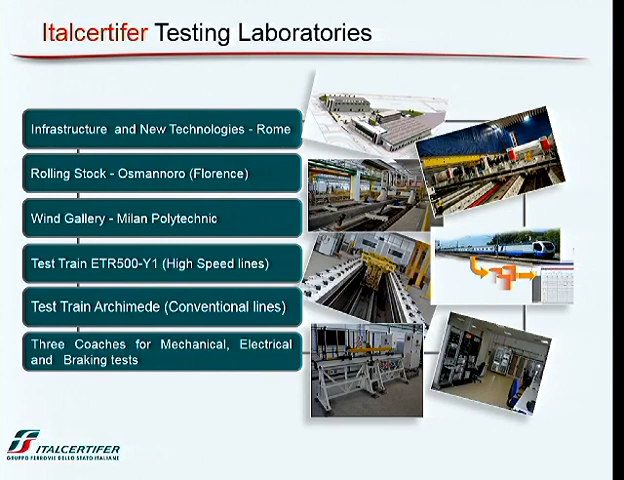 Italcertifer Testing Laboratories
Infrastructure and New Technologies - Rome
Rolling Stock - Osmannoro (Florence)
Wind Gallery - Milan Polytechnic
Test Train ETR500-Y1 (High Speed lines)
Test Train Archimede (Conventional lines)
Three Coaches for Mechanical, Electrical
and Braking tests
ITALCERTIFER
GRUPPO FERROVIE DELLO STATO ITALIANE